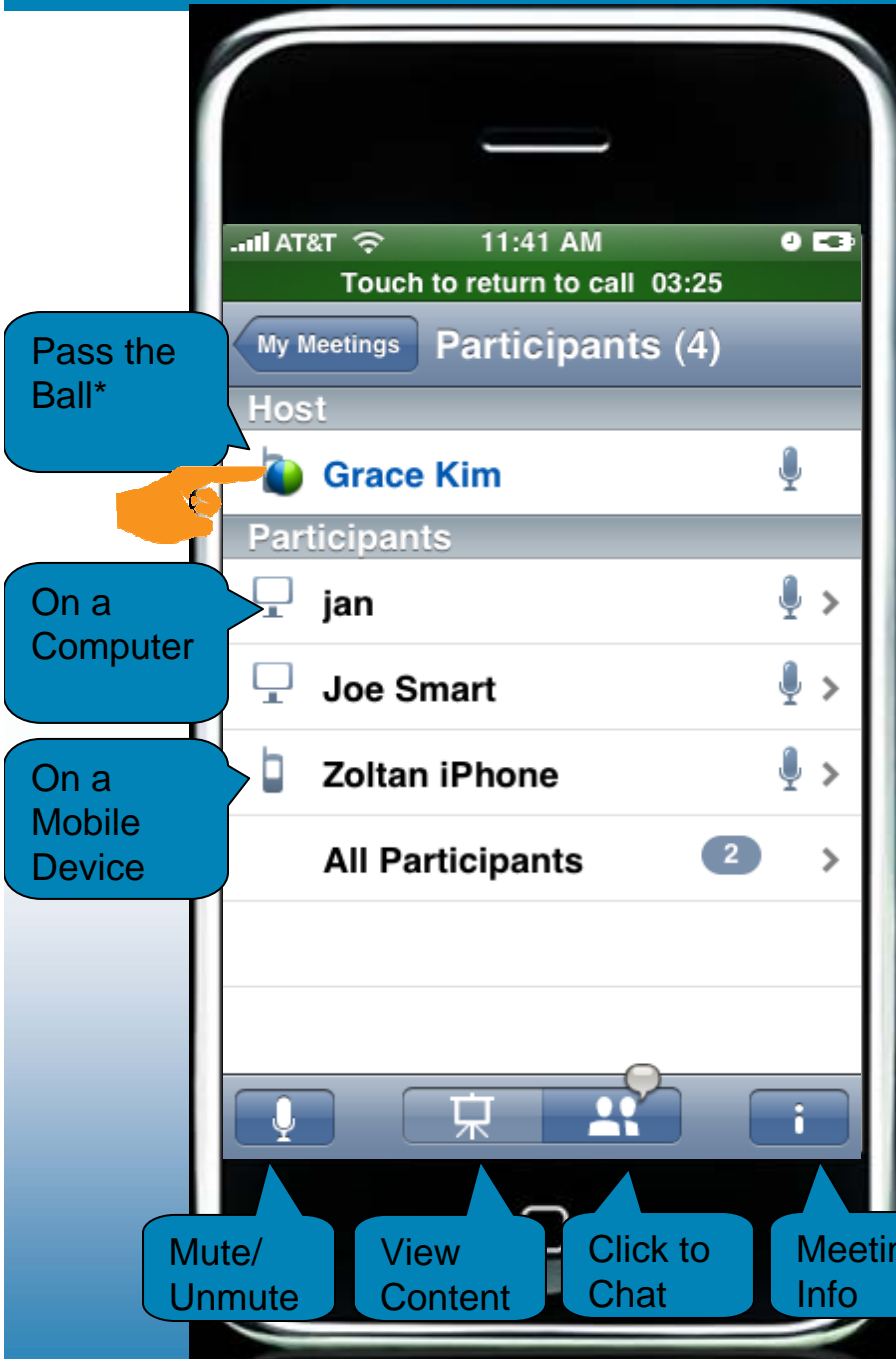 AT&T 11:41 AM
Touch to return to call 03:25
My Meetings Participants (4)
Pass the
Ball*
Host
Grace Kim
Participants
On a
Computer
jan
Joe Smart
On a
Mobile
Device
Zoltan iPhone
All Participants 2
i
Mute/
Unmute
View
Content
Click to
Chat
Meetin
Info